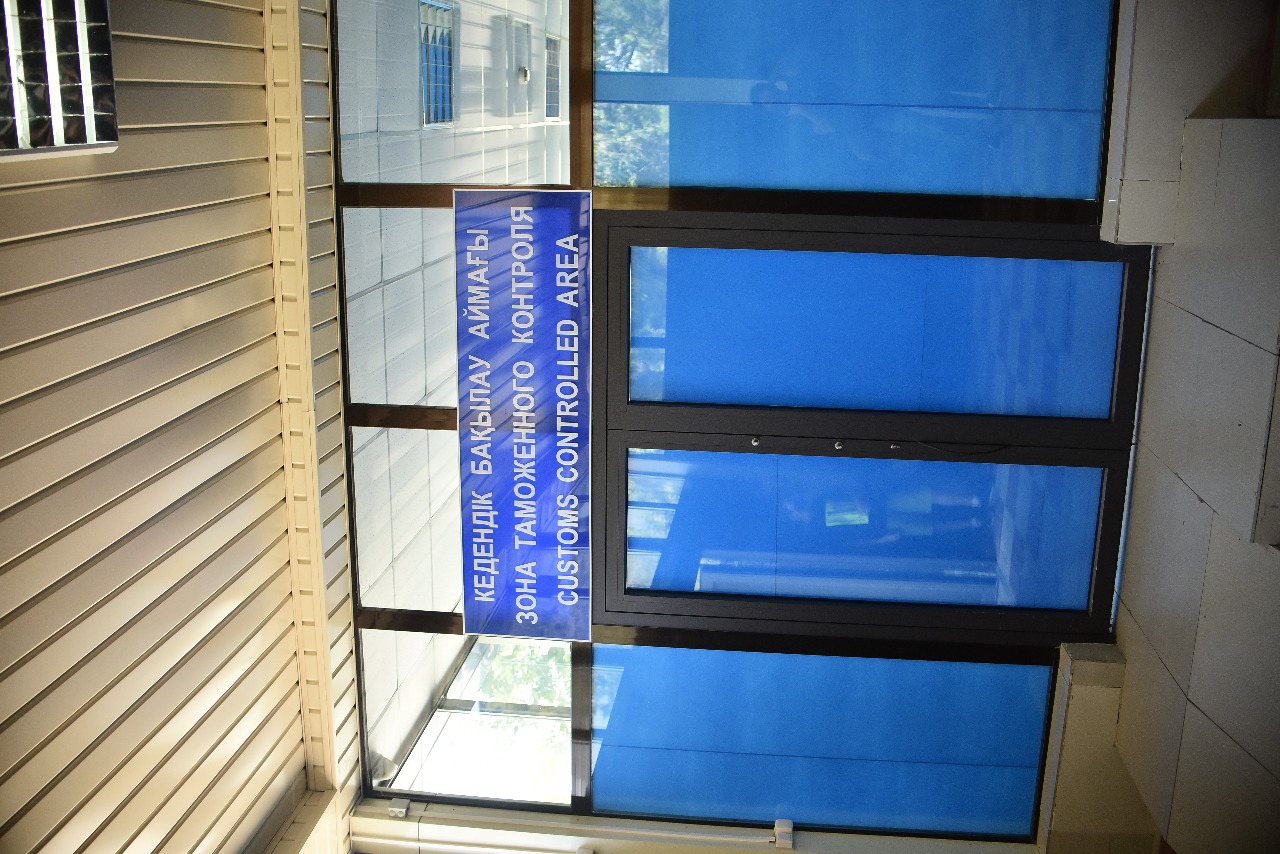 КЕДЕНДІК БАҚЫЛАУ АЙМАҒЫ
ЗОНА ТАМОЖЕННОГО КОНТРОЛЯ
CUSTOMS CONTROLLED AREA